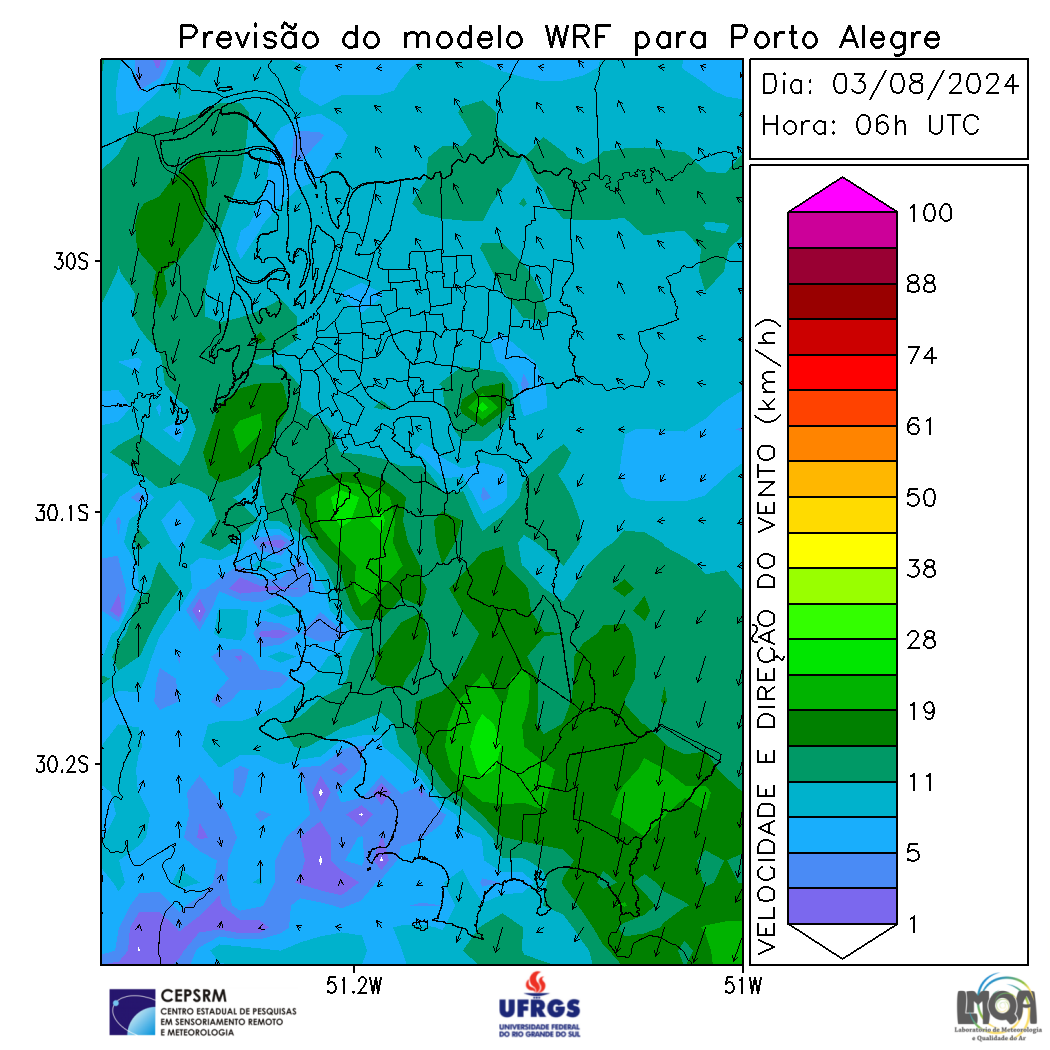 Previsão do modelo WRF para Porto Alegre
Dia: 03/08/2024
Hora: 06h UTC
30S
30.1S
30.2S
51.2W
51W
VELOCIDADE E DIREÇÃO DO VENTO (km/h)
100
88
74
61
50
38
28
19
11
5
1
CEPSRM
CENTRO ESTADUAL DE PESQUISAS
EM SENSORIAMENTO REMOTO
E METEOROLOGIA
UFRGS
UNIVERSIDADE FEDERAL
DO RIO GRANDE DO SUL
LMQA
Laboratório de Meteorologia
e Qualidade do Ar